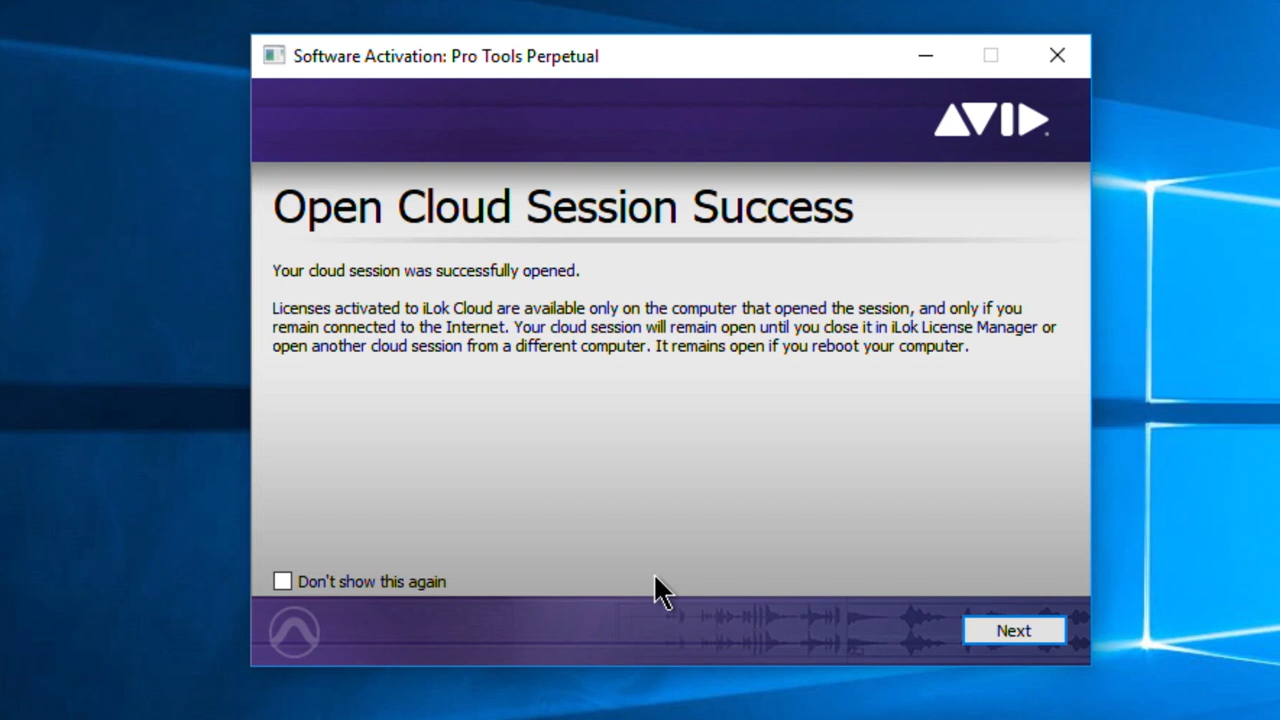 Software Activation: Pro Tools Perpetual
AVID
Open Cloud Session Success
Your cloud session was successfully opened.
Licenses activated to iLok Cloud are available only on the computer that opened the session, and only if you
remain connected to the Internet. Your cloud session will remain open until you close it in iLok License Manager or
open another cloud session from a different computer. It remains open if you reboot your computer.
Don't show this again
Next